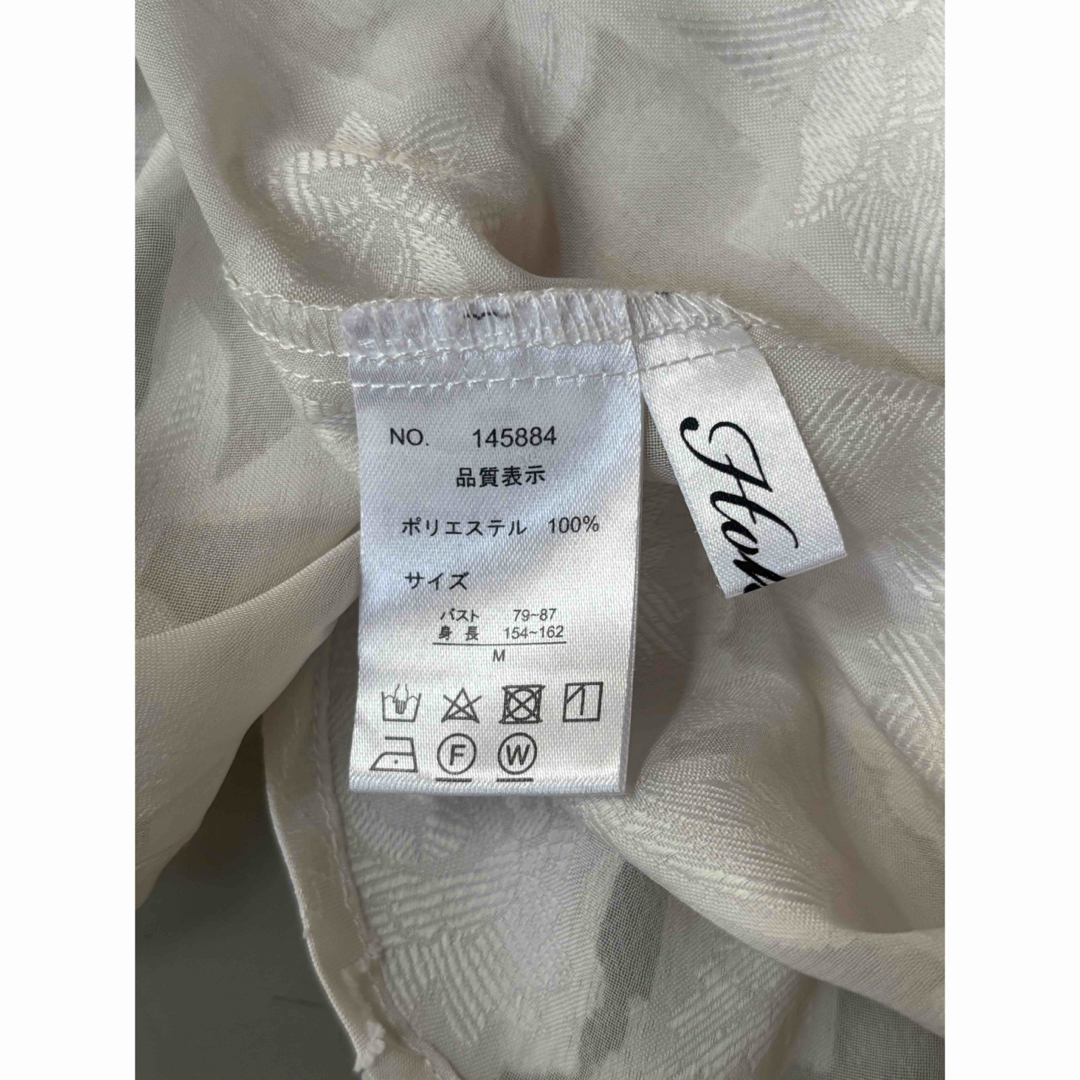 NO. 145884
品質表示
ポリエステル 100%
サイズ
バスト 79~87
身長 154~162
M
F W